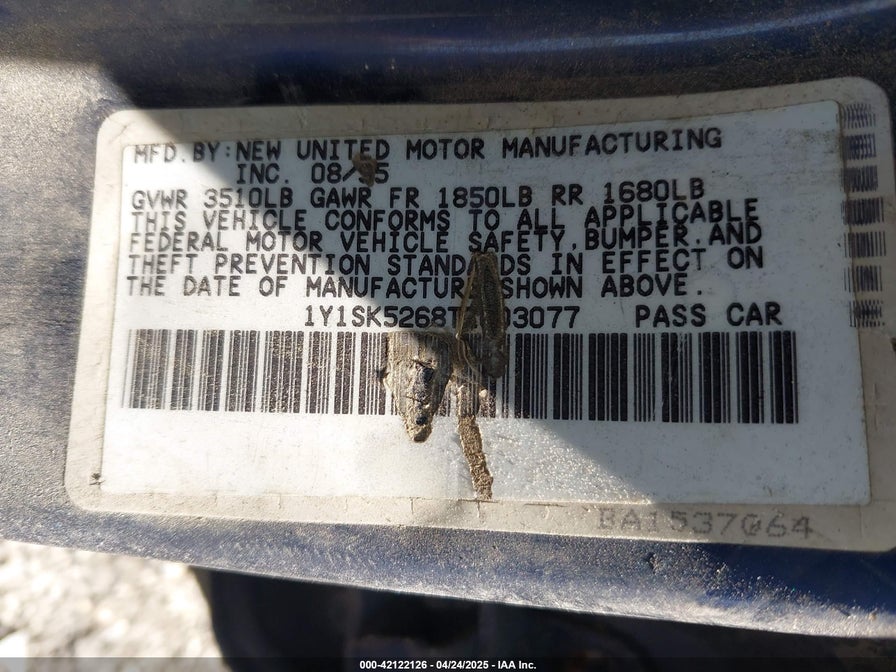 MFD. BY: NEW UNITED MOTOR MANUFACTURING
INC. 08/95
GVWR 3510LB GAWR FR 1850LB RR 1680LB
THIS VEHICLE CONFORMS TO ALL APPLICABLE
FEDERAL MOTOR VEHICLE SAFETY, BUMPER, AND
THEFT PREVENTION STANDARDS IN EFFECT ON
THE DATE OF MANUFACTURE SHOWN ABOVE.
PASS CAR
BA1537064
000-42122126 - 04/24/2025 - IAA Inc.